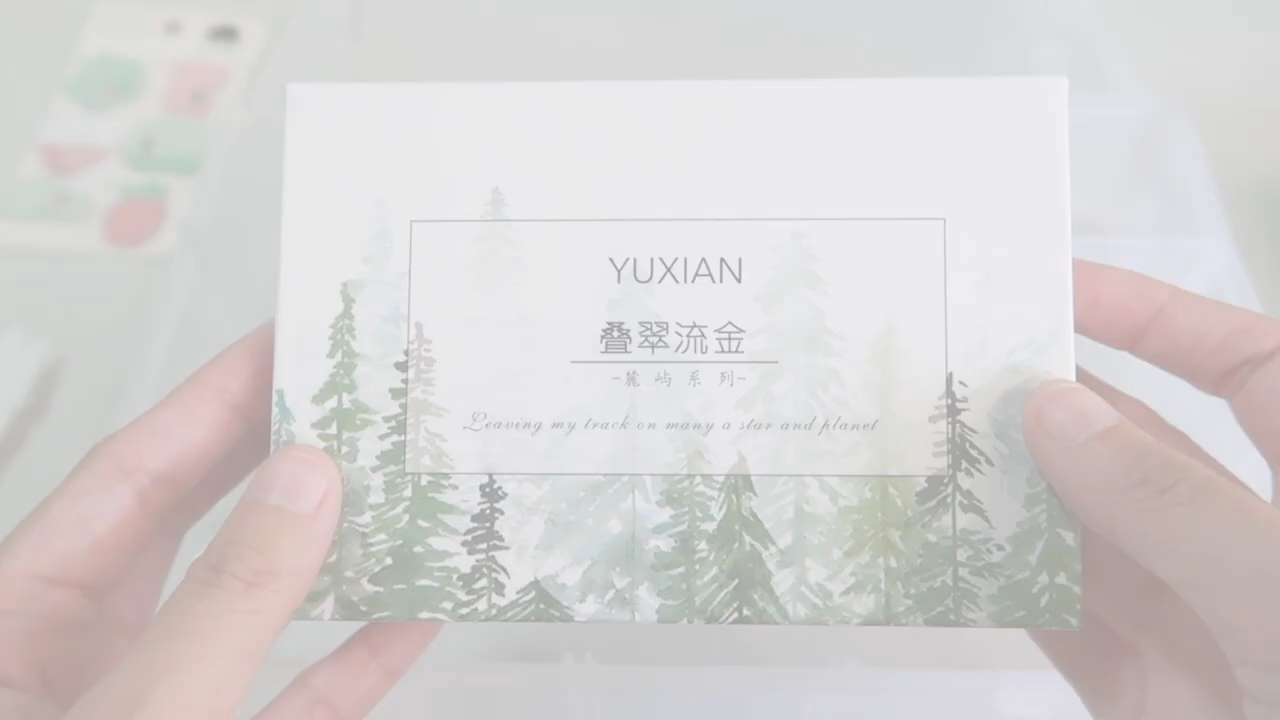 YUXIAN
叠翠流金
-麓 屿 系 列-
Leaving my track on many a star and planet